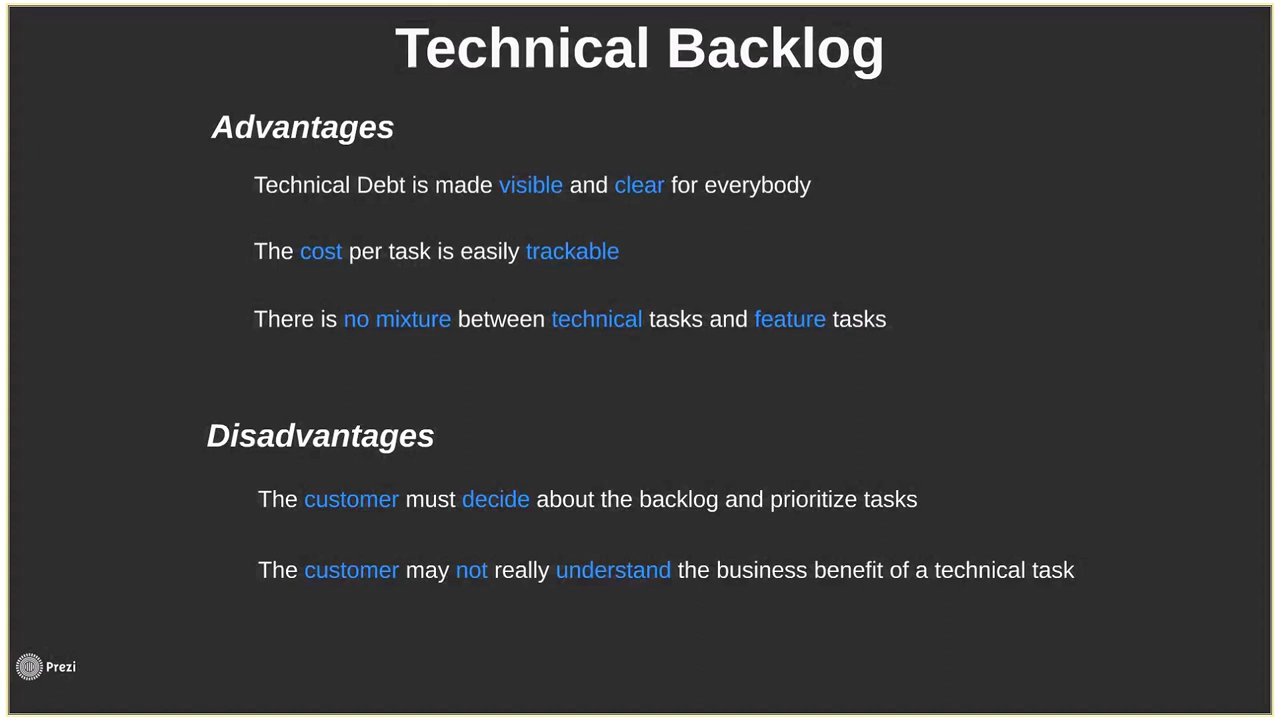 Technical Backlog
Advantages
Technical Debt is made visible and clear for everybody
The cost per task is easily trackable
There is no mixture between technical tasks and feature tasks
Disadvantages
The customer must decide about the backlog and prioritize tasks
The customer may not really understand the business benefit of a technical task
Prezi